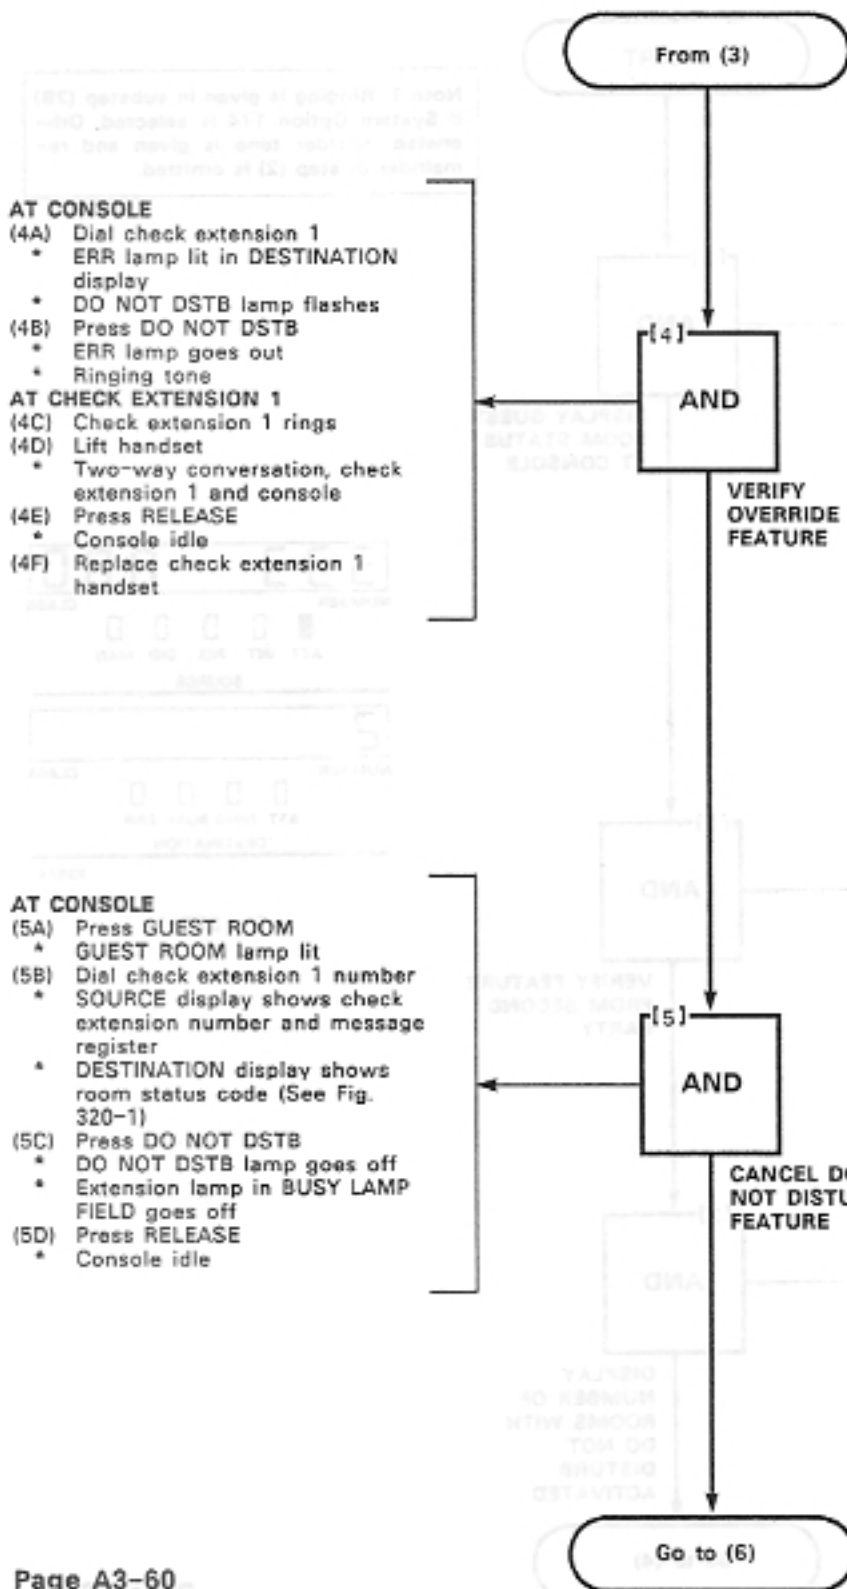 From (3)
AT CONSOLE
(4A) Dial check extension 1
* ERR lamp lit in DESTINATION
display
* DO NOT DSTB lamp flashes
(4B) Press DO NOT DSTB
* ERR lamp goes out
* Ringing tone
AT CHECK EXTENSION 1
(4C) Check extension 1 rings
(4D) Lift handset
* Two-way conversation, check
extension 1 and console
(4E) Press RELEASE
* Console idle
(4F) Replace check extension 1
handset
[4]
AND
VERIFY
OVERRIDE
FEATURE
AT CONSOLE
(5A) Press GUEST ROOM
* GUEST ROOM lamp lit
(5B) Dial check extension 1 number
* SOURCE display shows check
extension number and message
register
* DESTINATION display shows
room status code (See Fig.
320-1)
(5C) Press DO NOT DSTB
* DO NOT DSTB lamp goes off
* Extension lamp in BUSY LAMP
FIELD goes off
(5D) Press RELEASE
* Console idle
[5]
AND
CANCEL DO
NOT DISTU
FEATURE
Go to (6)
Page A3-60